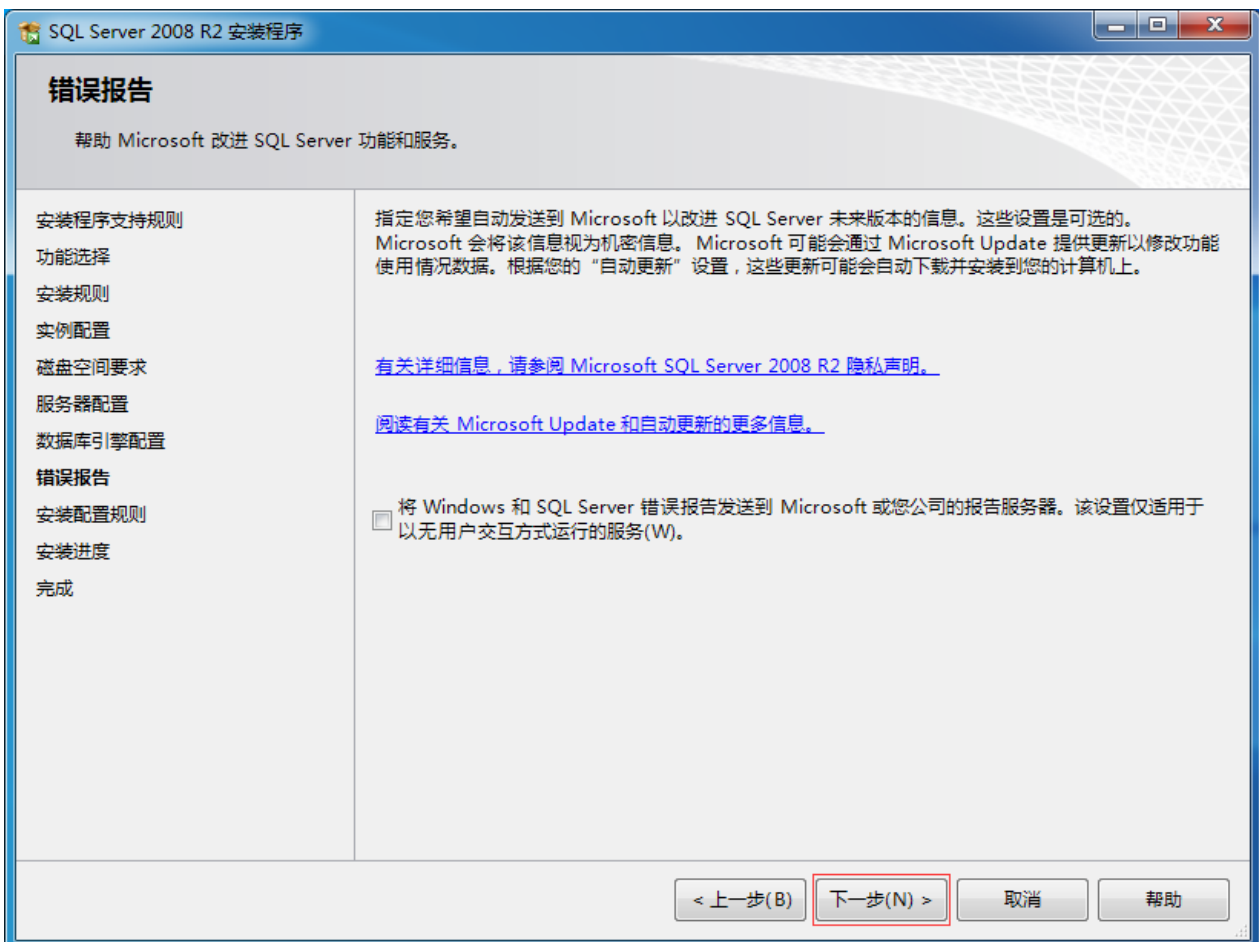 SQL Server 2008 R2 安装程序
错误报告
帮助 Microsoft 改进 SQL Server 功能和服务。
安装程序支持规则
功能选择
安装规则
实例配置
磁盘空间要求
服务器配置
数据库引擎配置
错误报告
安装配置规则
安装进度
完成
指定您希望自动发送到 Microsoft 以改进 SQL Server 未来版本的信息。这些设置是可选的。
Microsoft 会将该信息视为机密信息。 Microsoft 可能会通过 Microsoft Update 提供更新以修改功能
使用情况数据。根据您的“自动更新”设置，这些更新可能会自动下载并安装到您的计算机上。
有关详细信息，请参阅 Microsoft SQL Server 2008 R2 隐私声明。
阅读有关 Microsoft Update 和自动更新的更多信息。
将 Windows 和 SQL Server 错误报告发送到 Microsoft 或您公司的报告服务器。该设置仅适用于
以无用户交互方式运行的服务(W)。
< 上一步(B)
下一步(N) >
取消
帮助